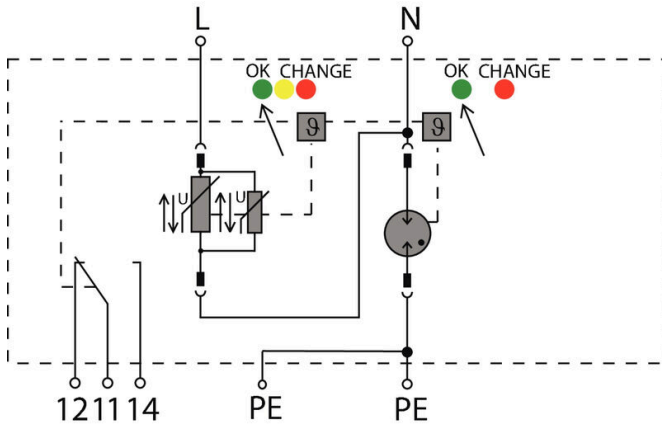 L N
OK CHANGE OK CHANGE
ϑ ϑ
U U
12 11 14 PE PE